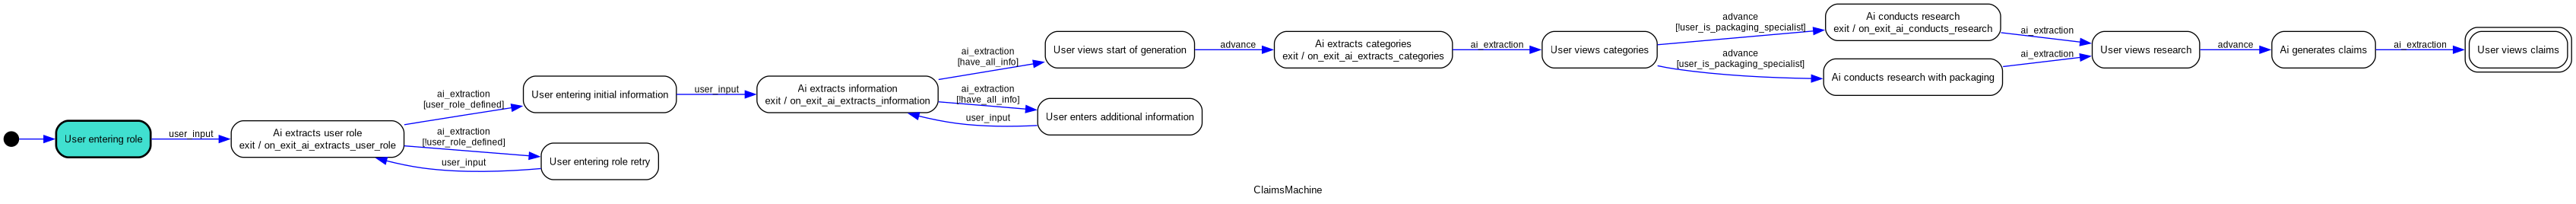 User entering role
user_input
Ai extracts user role
exit / on_exit_ai_extracts_user_role
ai_extraction
[user_role_defined]
ai_extraction
[!user_role_defined]
user_input
User entering initial information
User entering role retry
user_input
Ai extracts information
exit / on_exit_ai_extracts_information
ai_extraction
[have_all_info]
ai_extraction
[!have_all_info]
user_input
User views start of generation
User enters additional information
advance
Ai extracts categories
exit / on_exit_ai_extracts_categories
ai_extraction
User views categories
advance
[!user_is_packaging_specialist]
advance
[user_is_packaging_specialist]
Ai conducts research
exit / on_exit_ai_conducts_research
Ai conducts research with packaging
ai_extraction
ai_extraction
User views research
advance
Ai generates claims
ai_extraction
User views claims
ClaimsMachine